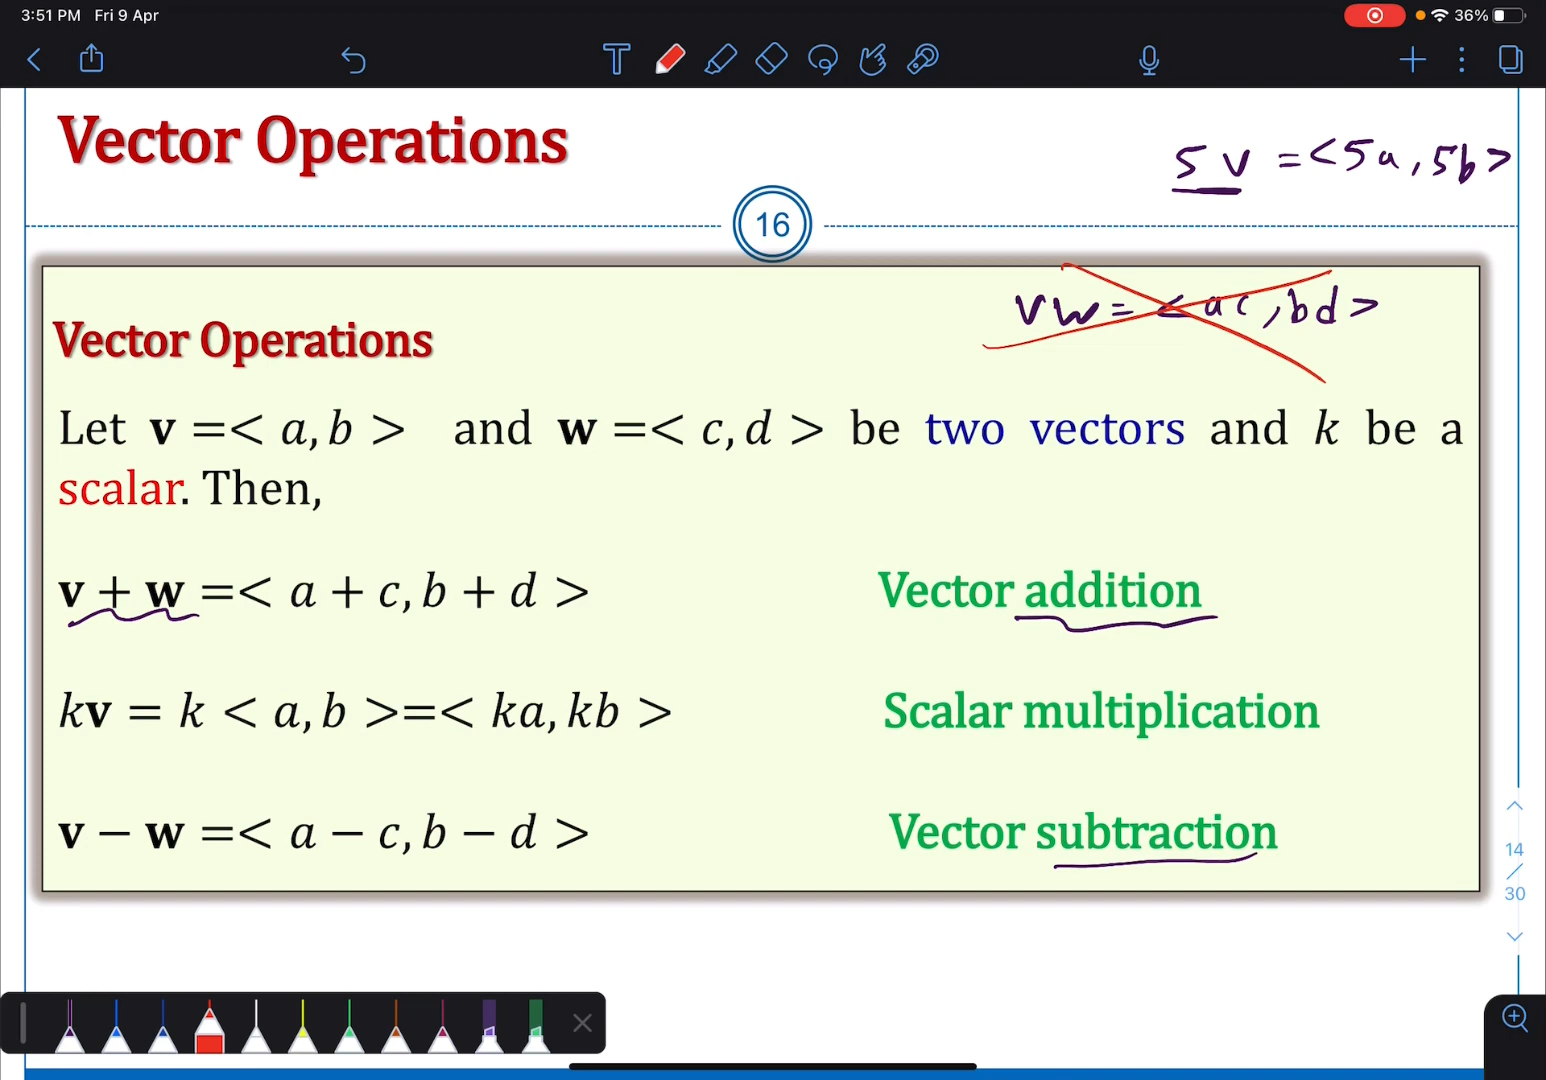 3:51 PM Fri 9 Apr
36%
Vector Operations
5 v = <5a, 5b>
16
vw = <ac, bd>
Vector Operations
Let v =< a, b > and w =< c, d > be two vectors and k be a
scalar. Then,
v + w =< a + c, b + d > Vector addition
kv = k < a, b >=< ka, kb > Scalar multiplication
v − w =< a − c, b − d > Vector subtraction
14
/
30